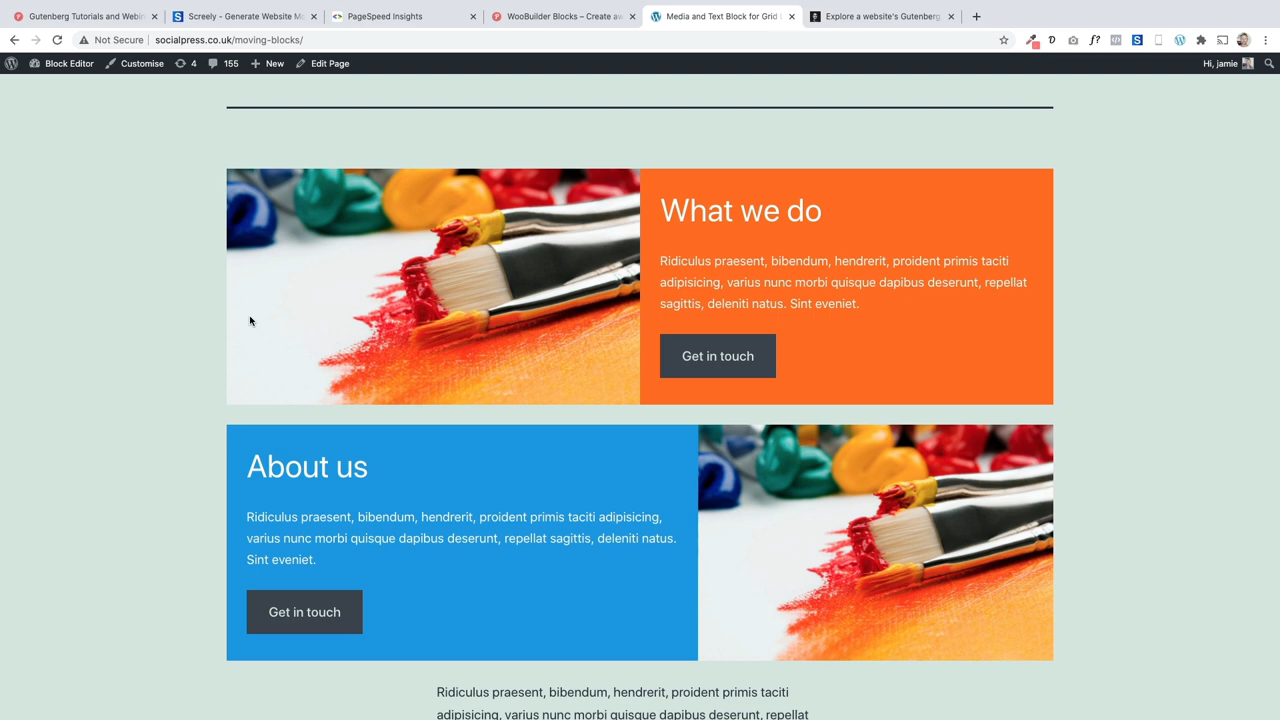 Gutenberg Tutorials and Webin
Screely - Generate Website Mo
PageSpeed Insights
WooBuilder Blocks – Create aw
Media and Text Block for Grid
Explore a website's Gutenberg
Not Secure
socialpress.co.uk/moving-blocks/
Block Editor
Customise
4
155
New
Edit Page
Hi, jamie
What we do
Ridiculus praesent, bibendum, hendrerit, proident primis taciti
adipisicing, varius nunc morbi quisque dapibus deserunt, repellat
sagittis, deleniti natus. Sint eveniet.
Get in touch
About us
Ridiculus praesent, bibendum, hendrerit, proident primis taciti adipisicing,
varius nunc morbi quisque dapibus deserunt, repellat sagittis, deleniti natus.
Sint eveniet.
Get in touch
Ridiculus praesent, bibendum, hendrerit, proident primis taciti
adipisicing, varius nunc morbi quisque dapibus deserunt, repellat